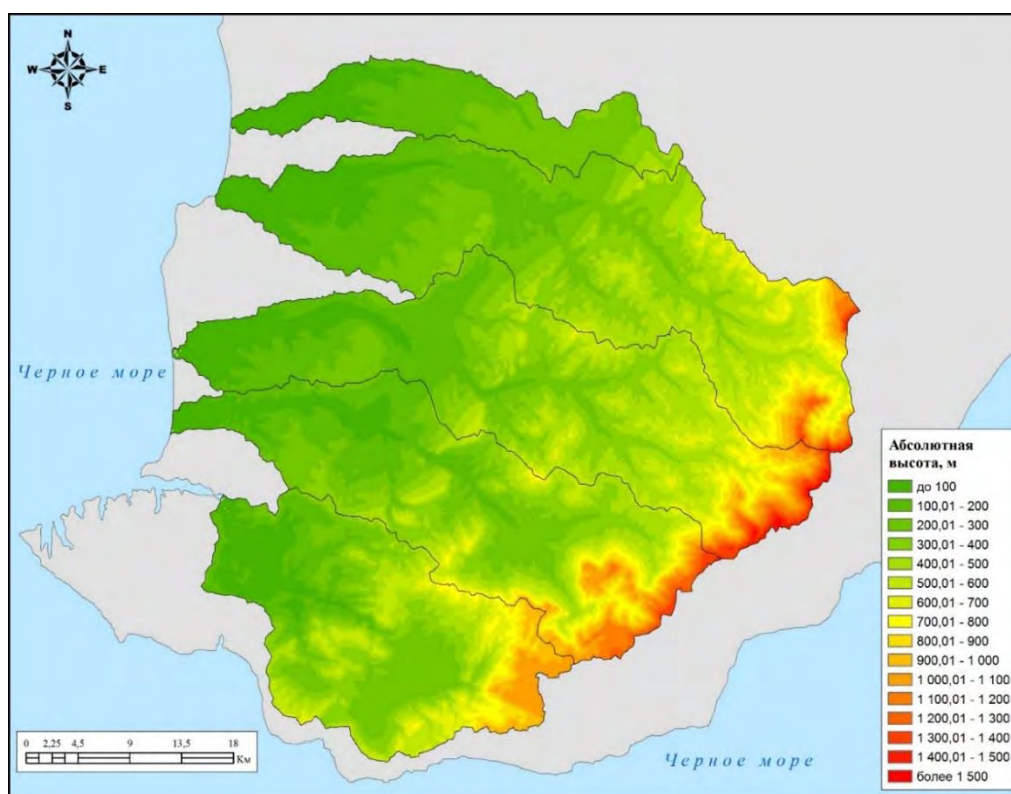 N
W E
S
Черное море
Абсолютная
высота, м
до 100
100,01 - 200
200,01 - 300
300,01 - 400
400,01 - 500
500,01 - 600
600,01 - 700
700,01 - 800
800,01 - 900
900,01 - 1 000
1 000,01 - 1 100
1 100,01 - 1 200
1 200,01 - 1 300
1 300,01 - 1 400
1 400,01 - 1 500
более 1 500
0 2,25 4,5 9 13,5 18
Км
Черное море